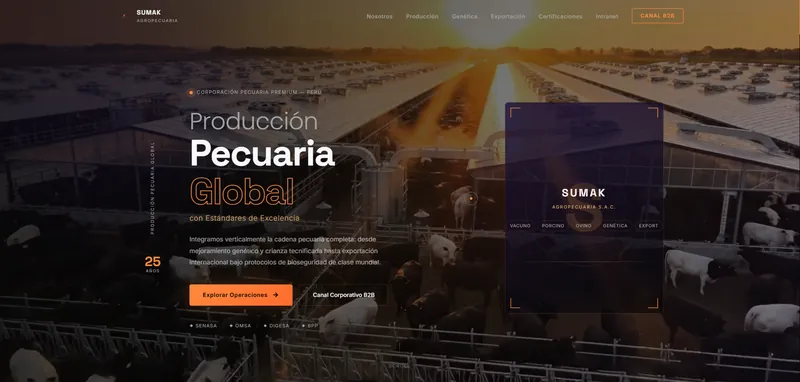 SUMAK
AGROPECUARIA
Nosotros Producción Genética Exportación Certificaciones Intranet CANAL B2B
CORPORACIÓN PECUARIA PREMIUM — PERÚ
Producción
Pecuaria
Global
con Estándares de Excelencia
Integramos verticalmente la cadena pecuaria completa: desde
mejoramiento genético y crianza tecnificada hasta exportación
internacional bajo protocolos de bioseguridad de clase mundial.
Explorar Operaciones → Canal Corporativo B2B
✦ SENASA ✦ OMSA ✦ DIGESA ✦ BPP
PRODUCCIÓN PECUARIA GLOBAL
25
AÑOS
SUMAK
AGROPECUARIA S.A.C.
VACUNO PORCINO OVINO GENÉTICA EXPORT